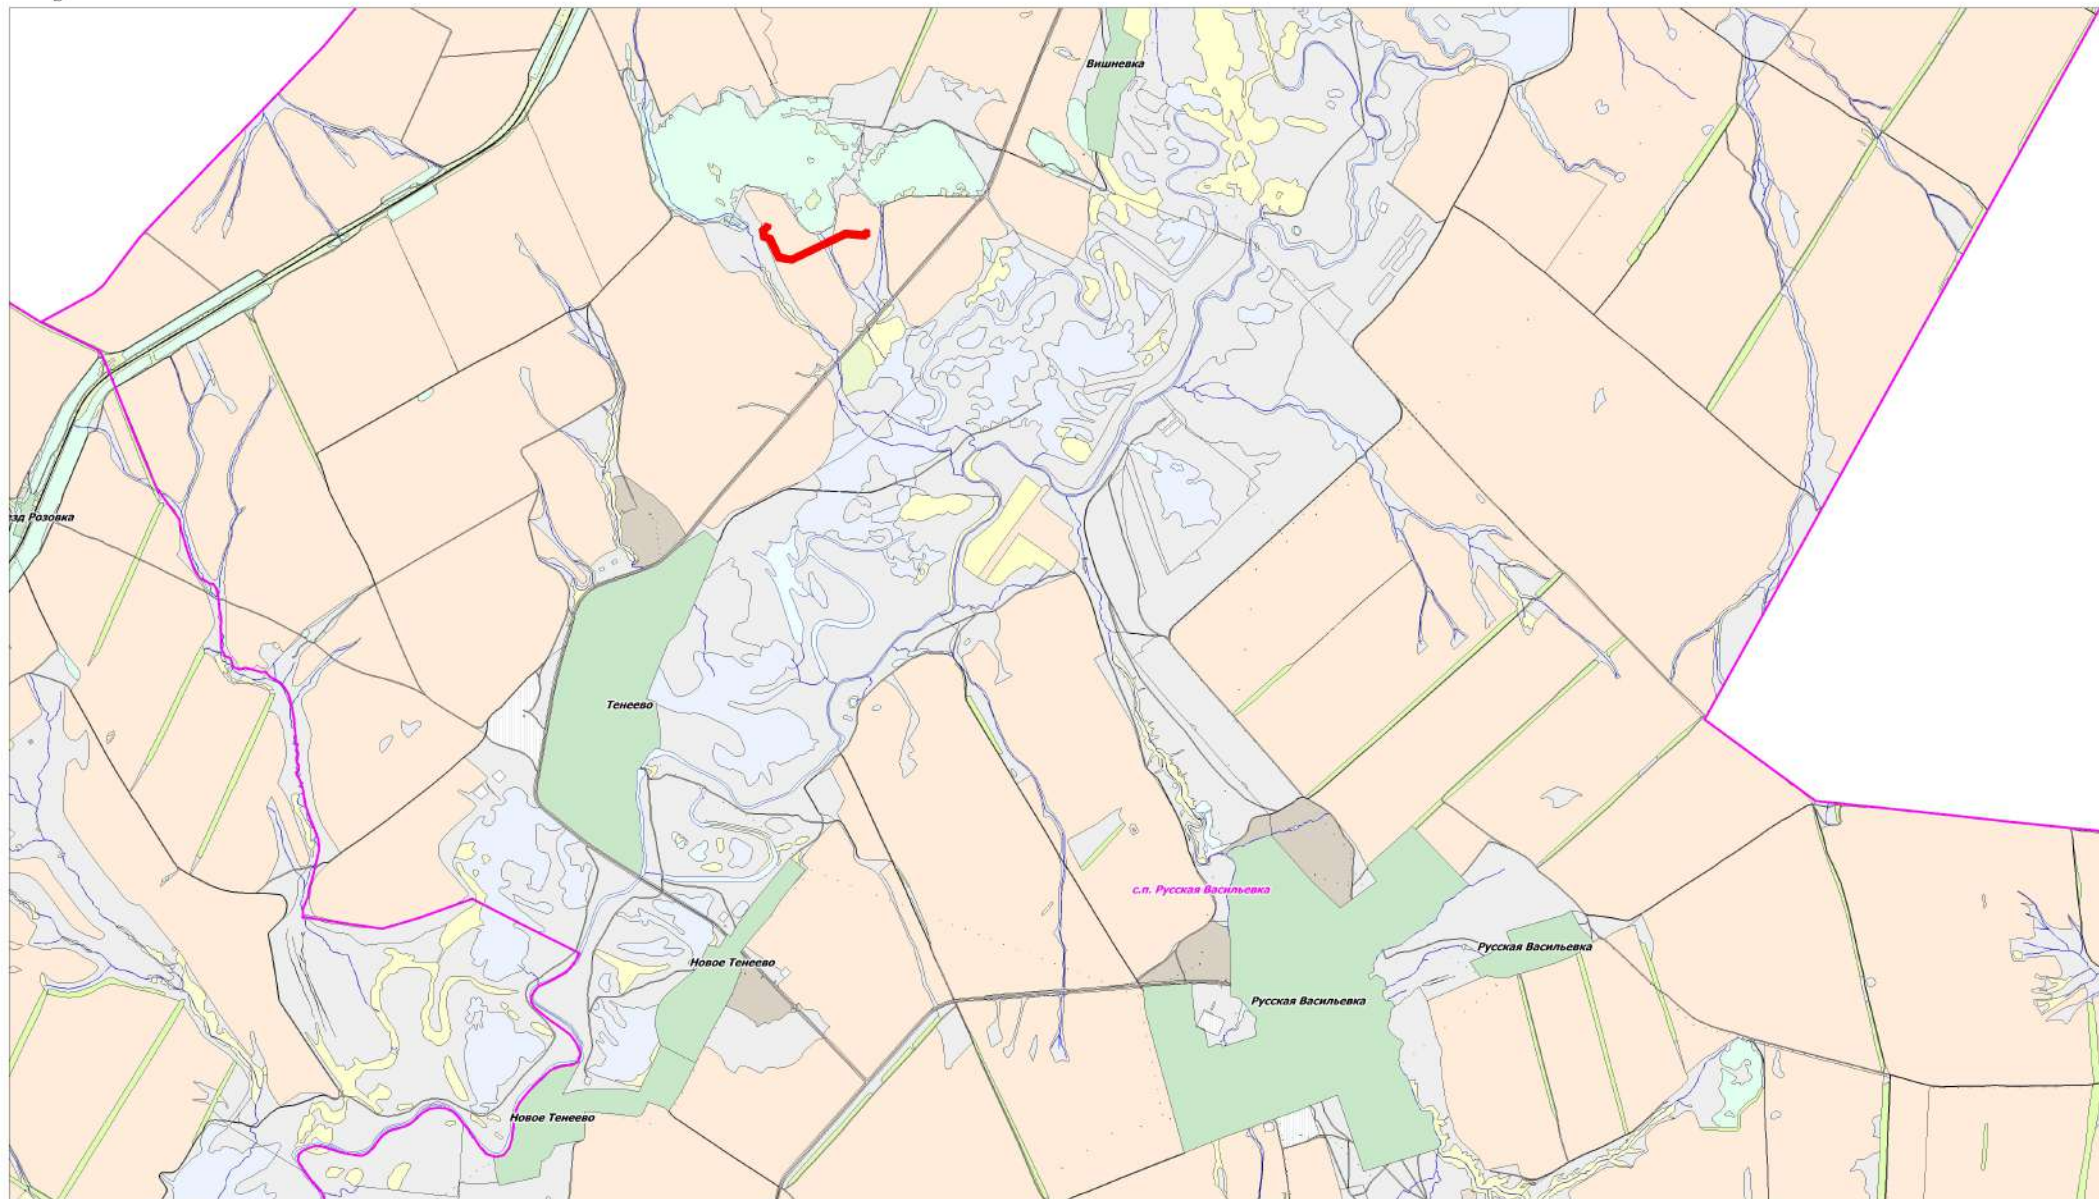 Вишневка
зд Розовка
Тенеево
с.п. Русская Васильевка
Русская Васильевка
Новое Тенеево
Русская Васильевка
Новое Тенеево